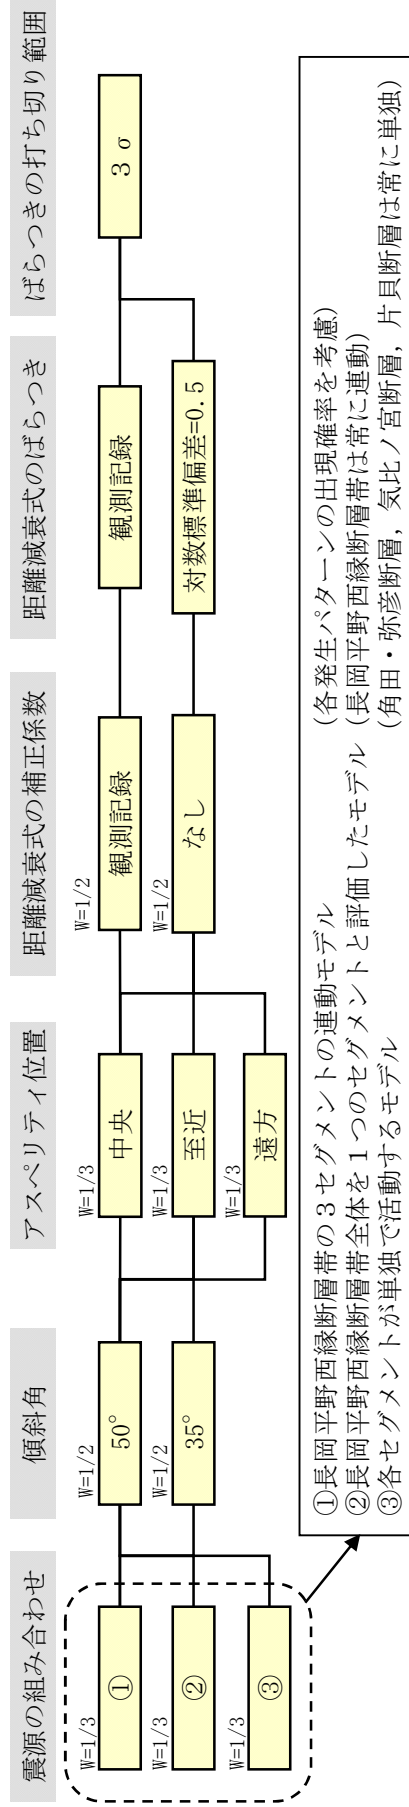 震源の組み合わせ
傾斜角
アスペリティ位置
距離減衰式の補正係数
距離減衰式のばらつき
ばらつきの打ち切り範囲
W=1/3
①
W=1/3
②
W=1/3
③
W=1/2
50°
W=1/2
35°
W=1/3
中央
W=1/3
至近
W=1/3
遠方
W=1/2
観測記録
W=1/2
なし
観測記録
対数標準偏差=0.5
3σ
①長岡平野西縁断層帯の3セグメントの連動モデル (各発生パターンの出現確率を考慮)
②長岡平野西縁断層帯全体を1つのセグメントと評価したモデル (長岡平野西縁断層帯は常に連動)
③各セグメントが単独で活動するモデル (角田・弥彦断層，気比ノ宮断層，片貝断層は常に単独)